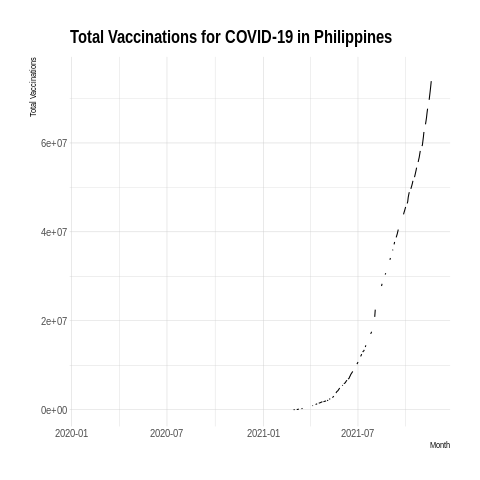 Total Vaccinations for COVID-19 in Philippines
Total Vaccinations
6e+07
4e+07
2e+07
0e+00
2020-01 2020-07 2021-01 2021-07
Month